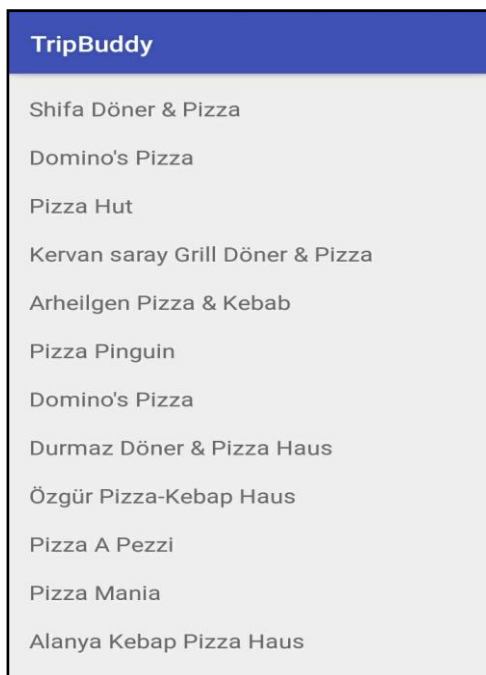 TripBuddy
Shifa Döner & Pizza
Domino's Pizza
Pizza Hut
Kervan saray Grill Döner & Pizza
Arheilgen Pizza & Kebab
Pizza Pinguin
Domino's Pizza
Durmaz Döner & Pizza Haus
Özgür Pizza-Kebap Haus
Pizza A Pezzi
Pizza Mania
Alanya Kebap Pizza Haus